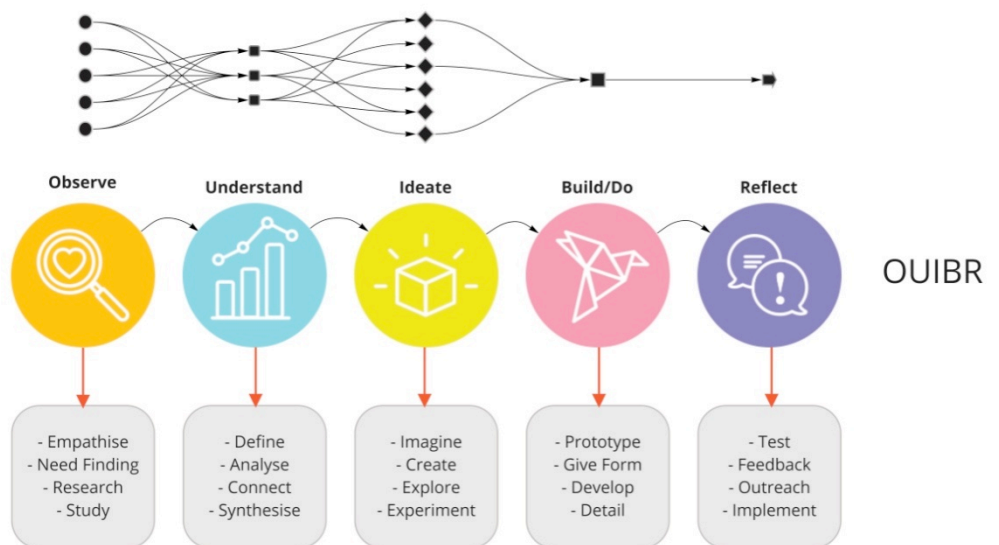 Observe
Understand
Ideate
Build/Do
Reflect
OUIBR
- Empathise
- Need Finding
- Research
- Study
- Define
- Analyse
- Connect
- Synthesise
- Imagine
- Create
- Explore
- Experiment
- Prototype
- Give Form
- Develop
- Detail
- Test
- Feedback
- Outreach
- Implement